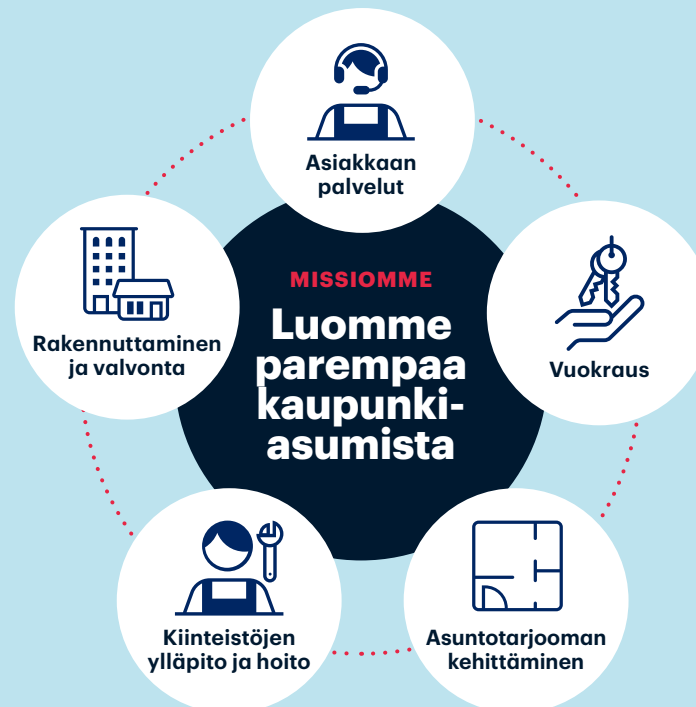 Asiakkaan
palvelut
MISSIOMME
Luomme
parempaa
kaupunki-
asumista
Rakennuttaminen
ja valvonta
Vuokraus
Kiinteistöjen
ylläpito ja hoito
Asuntotarjooman
kehittäminen